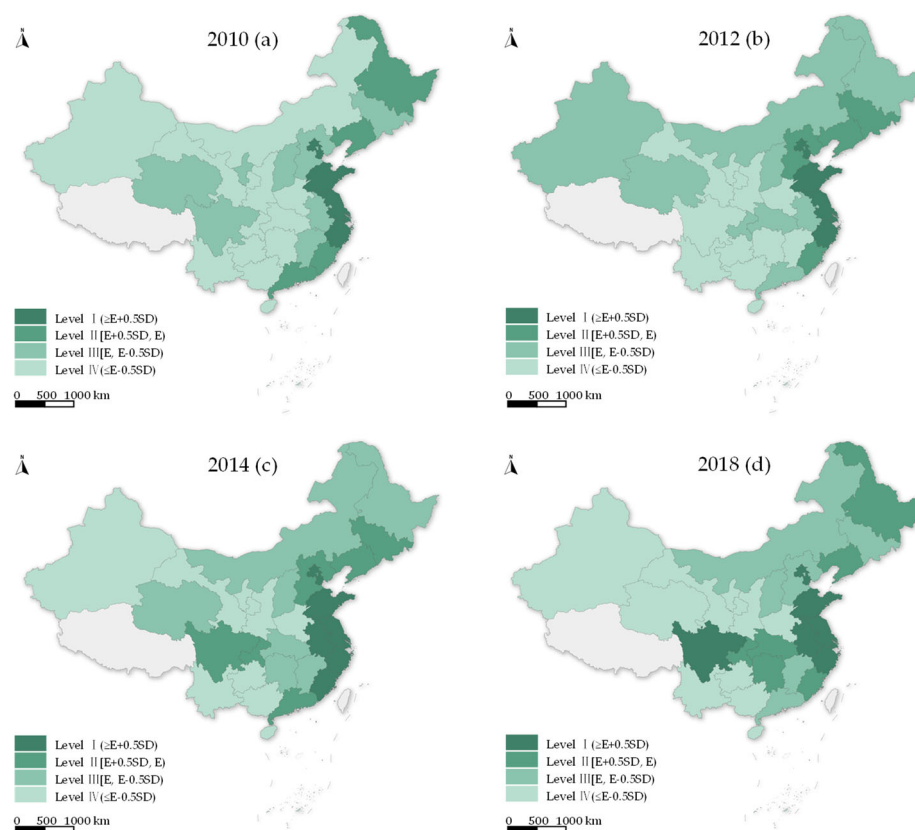 N
2010 (a)
Level Ⅰ (≥E+0.5SD)
Level Ⅱ[E+0.5SD, E)
Level Ⅲ[E, E-0.5SD)
Level Ⅳ(≤E-0.5SD)
0 500 1000 km
N
2012 (b)
Level Ⅰ (≥E+0.5SD)
Level Ⅱ[E+0.5SD, E)
Level Ⅲ[E, E-0.5SD)
Level Ⅳ(≤E-0.5SD)
0 500 1000 km
N
2014 (c)
Level Ⅰ (≥E+0.5SD)
Level Ⅱ[E+0.5SD, E)
Level Ⅲ[E, E-0.5SD)
Level Ⅳ(≤E-0.5SD)
0 500 1000 km
N
2018 (d)
Level Ⅰ (≥E+0.5SD)
Level Ⅱ[E+0.5SD, E)
Level Ⅲ[E, E-0.5SD)
Level Ⅳ(≤E-0.5SD)
0 500 1000 km